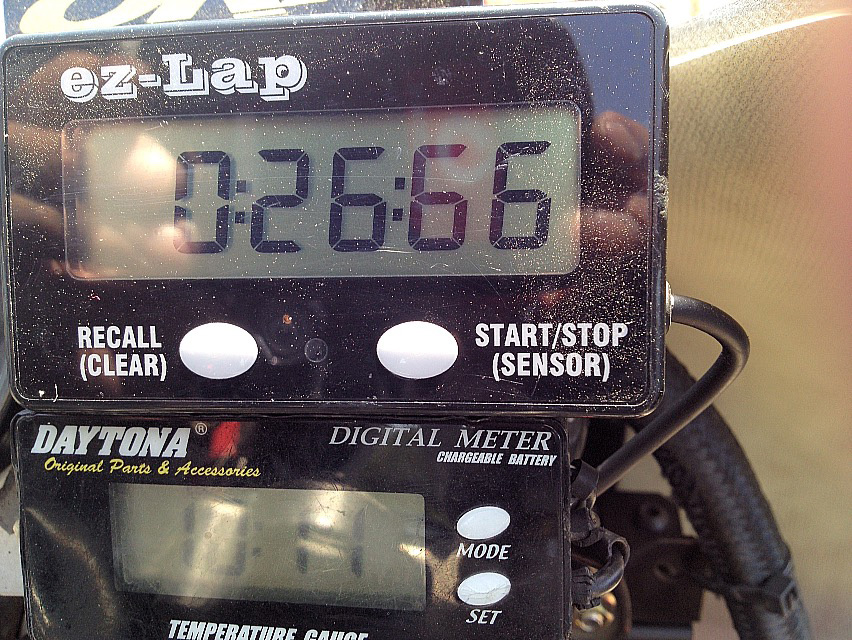 ez-Lap
0:26:66
RECALL
(CLEAR)
START/STOP
(SENSOR)
DAYTONA®
Original Parts & Accessories
DIGITAL METER
CHARGEABLE BATTERY
MODE
SET
TEMPERATURE GAUGE